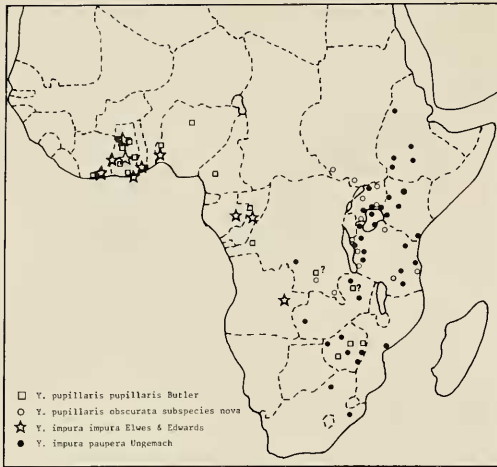 ?
?
Y. pupillaris pupillaris Butler
Y. pupillaris obscurata subspecies nova
Y. impura impura Elwes & Edwards
Y. impura paupera Ungemach